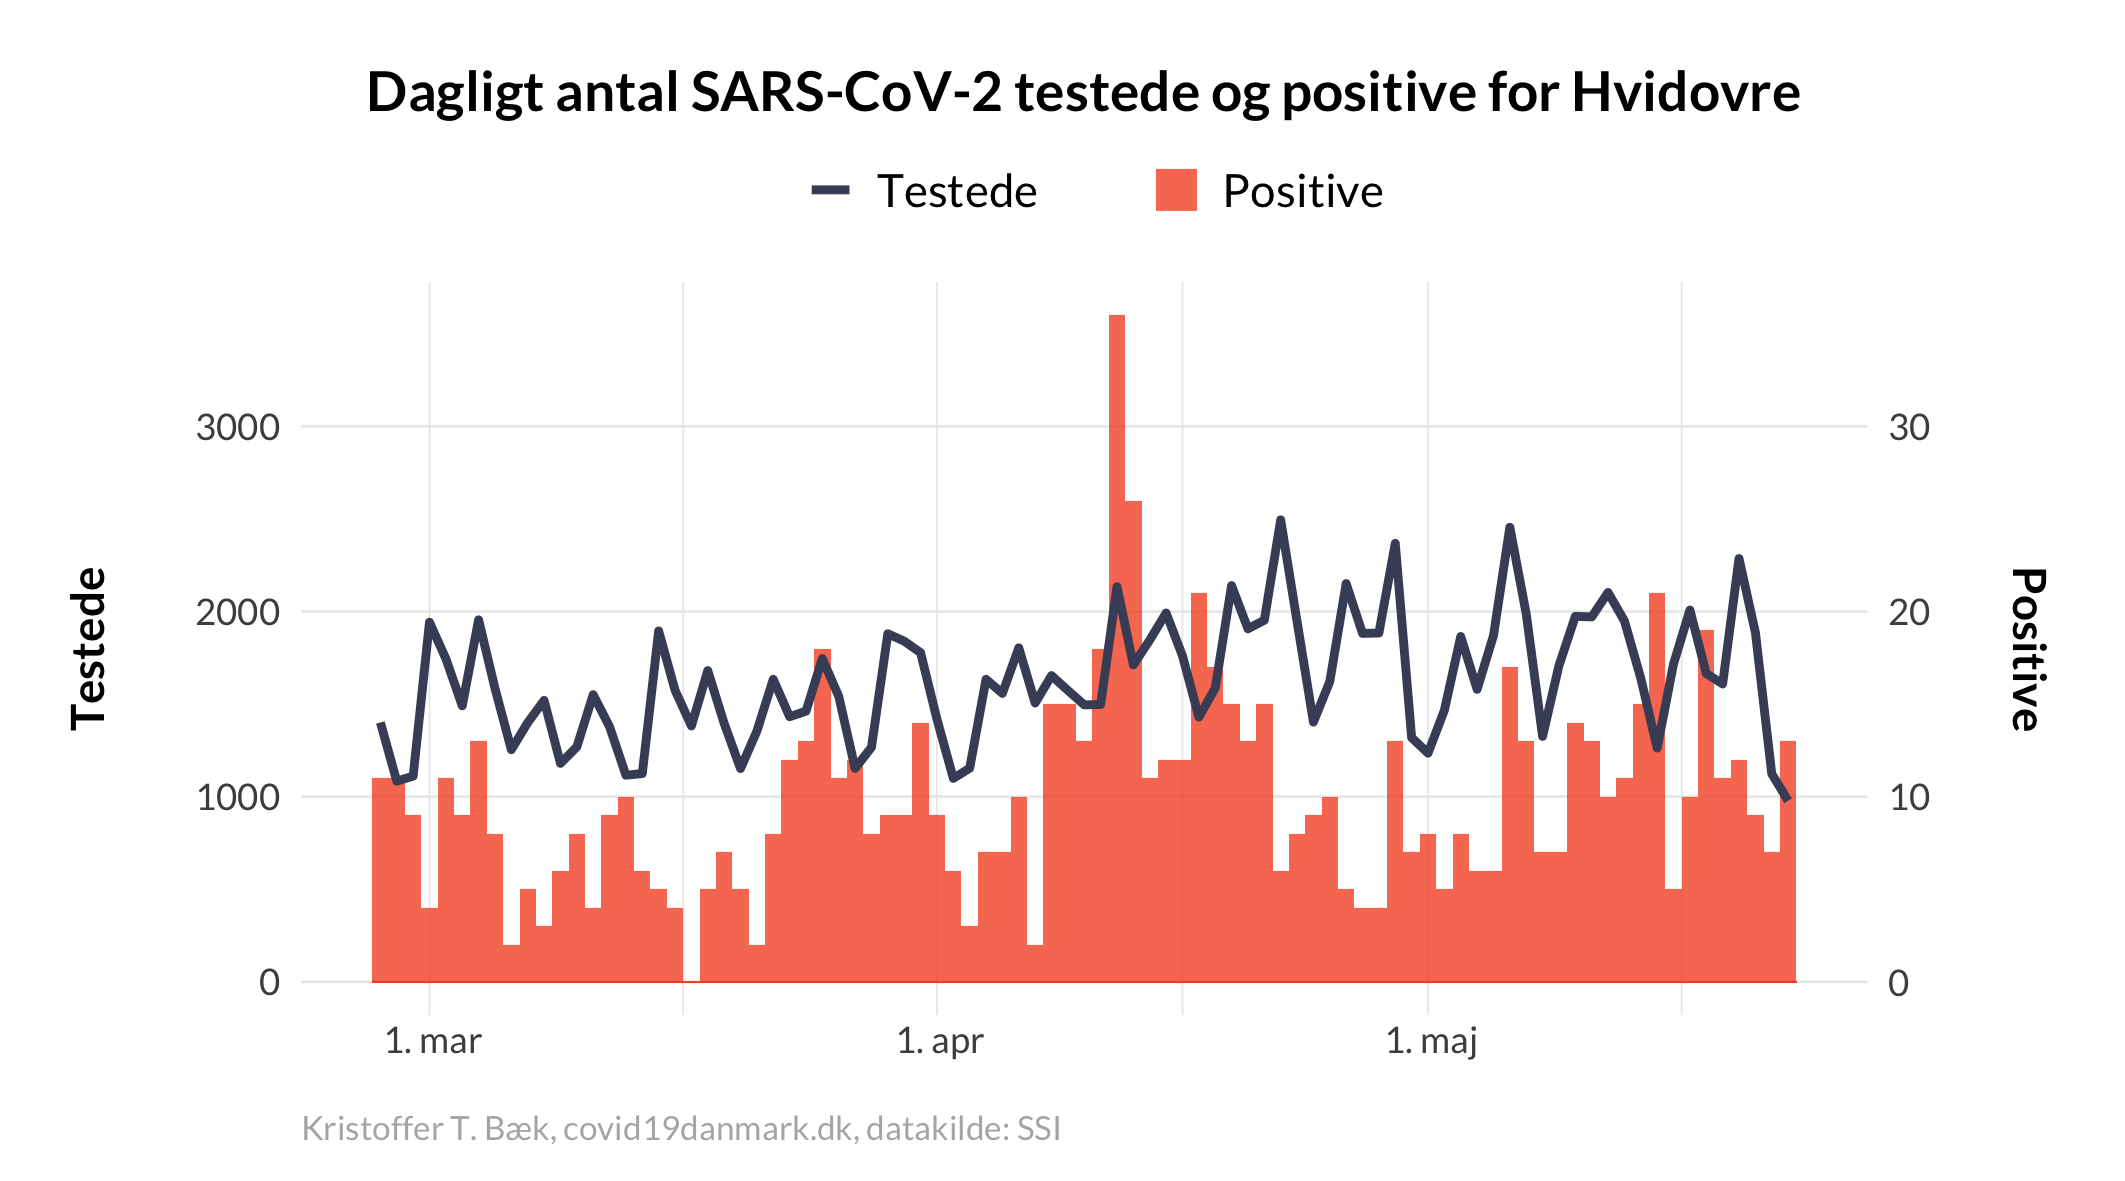 Dagligt antal SARS-CoV-2 testede og positive for Hvidovre
Testede Positive
Testede
3000
2000
1000
0
30
20
10
0
Positive
1. mar 1. apr 1. maj
Kristoffer T. Bæk, covid19danmark.dk, datakilde: SSI